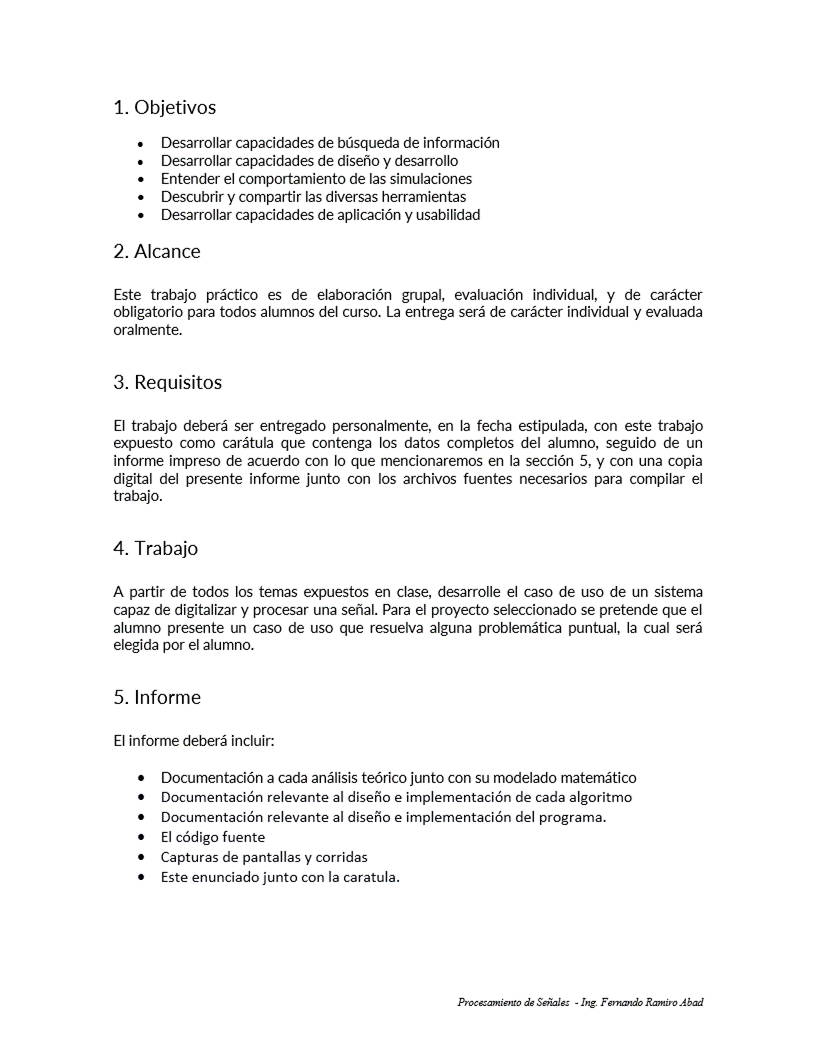 1. Objetivos
• Desarrollar capacidades de búsqueda de información
• Desarrollar capacidades de diseño y desarrollo
• Entender el comportamiento de las simulaciones
• Descubrir y compartir las diversas herramientas
• Desarrollar capacidades de aplicación y usabilidad
2. Alcance
Este trabajo práctico es de elaboración grupal, evaluación individual, y de carácter
obligatorio para todos alumnos del curso. La entrega será de carácter individual y evaluada
oralmente.
3. Requisitos
El trabajo deberá ser entregado personalmente, en la fecha estipulada, con este trabajo
expuesto como carátula que contenga los datos completos del alumno, seguido de un
informe impreso de acuerdo con lo que mencionaremos en la sección 5, y con una copia
digital del presente informe junto con los archivos fuentes necesarios para compilar el
trabajo.
4. Trabajo
A partir de todos los temas expuestos en clase, desarrolle el caso de uso de un sistema
capaz de digitalizar y procesar una señal. Para el proyecto seleccionado se pretende que el
alumno presente un caso de uso que resuelva alguna problemática puntual, la cual será
elegida por el alumno.
5. Informe
El informe deberá incluir:
• Documentación a cada análisis teórico junto con su modelado matemático
• Documentación relevante al diseño e implementación de cada algoritmo
• Documentación relevante al diseño e implementación del programa.
• El código fuente
• Capturas de pantallas y corridas
• Este enunciado junto con la caratula.
Procesamiento de Señales - Ing. Fernando Ramiro Abad